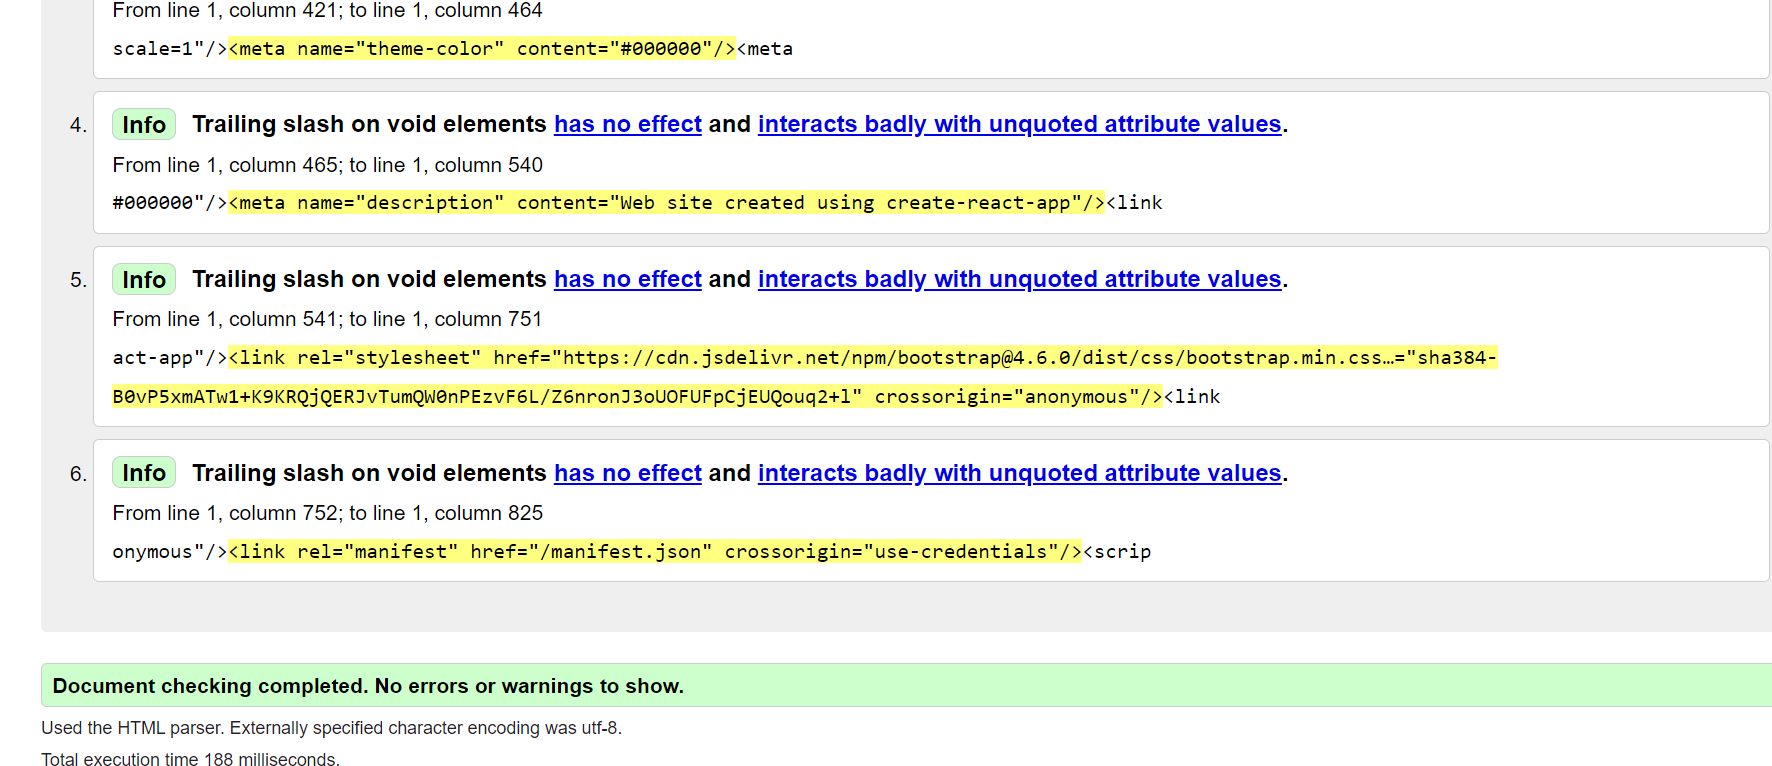 From line 1, column 421; to line 1, column 464
scale=1"/><meta name="theme-color" content="#000000"/><meta
4. Info Trailing slash on void elements has no effect and interacts badly with unquoted attribute values.
From line 1, column 465; to line 1, column 540
#000000"/><meta name="description" content="Web site created using create-react-app"/><link
5. Info Trailing slash on void elements has no effect and interacts badly with unquoted attribute values.
From line 1, column 541; to line 1, column 751
act-app"/><link rel="stylesheet" href="https://cdn.jsdelivr.net/npm/bootstrap@4.6.0/dist/css/bootstrap.min.css…="sha384-
B0vP5xmATw1+K9KRQjQERJvTumQW0nPEzvF6L/Z6nronJ3oUOFUFpCjEUQouq2+l" crossorigin="anonymous"/><link
6. Info Trailing slash on void elements has no effect and interacts badly with unquoted attribute values.
From line 1, column 752; to line 1, column 825
onymous"/><link rel="manifest" href="/manifest.json" crossorigin="use-credentials"/><scrip
Document checking completed. No errors or warnings to show.
Used the HTML parser. Externally specified character encoding was utf-8.
Total execution time 188 milliseconds.